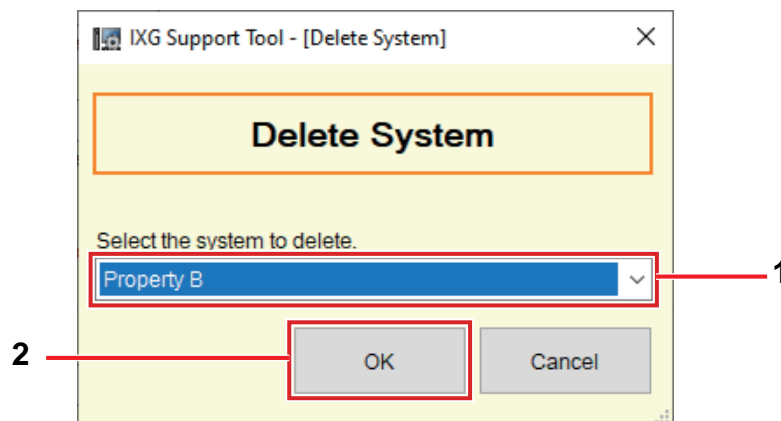 IXG Support Tool - [Delete System]
Delete System
Select the system to delete.
Property B
1
2
OK
Cancel